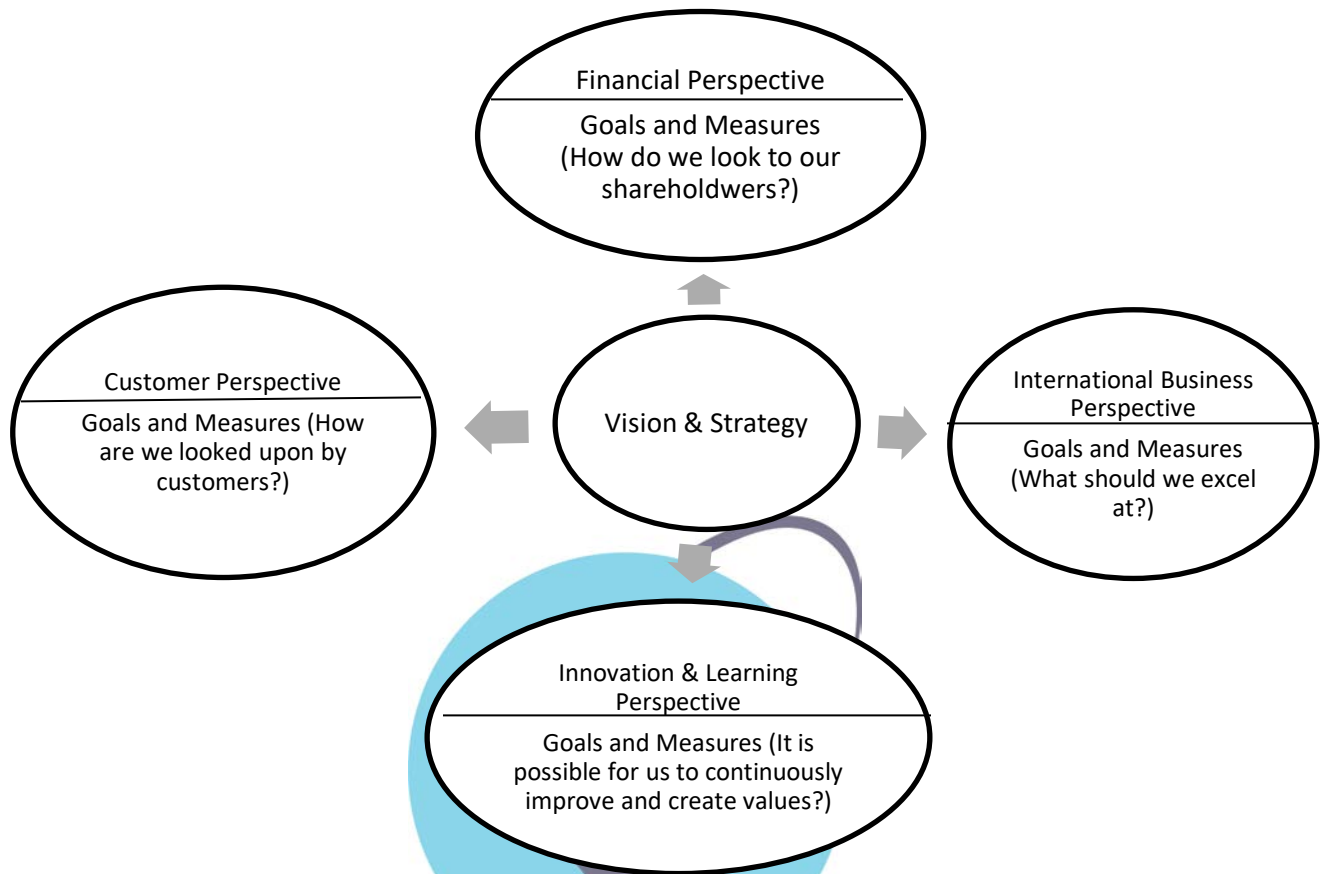 Financial Perspective
Goals and Measures
(How do we look to our
shareholdwers?)
Customer Perspective
Goals and Measures (How
are we looked upon by
customers?)
Vision & Strategy
International Business
Perspective
Goals and Measures
(What should we excel
at?)
Innovation & Learning
Perspective
Goals and Measures (It is
possible for us to continuously
improve and create values?)